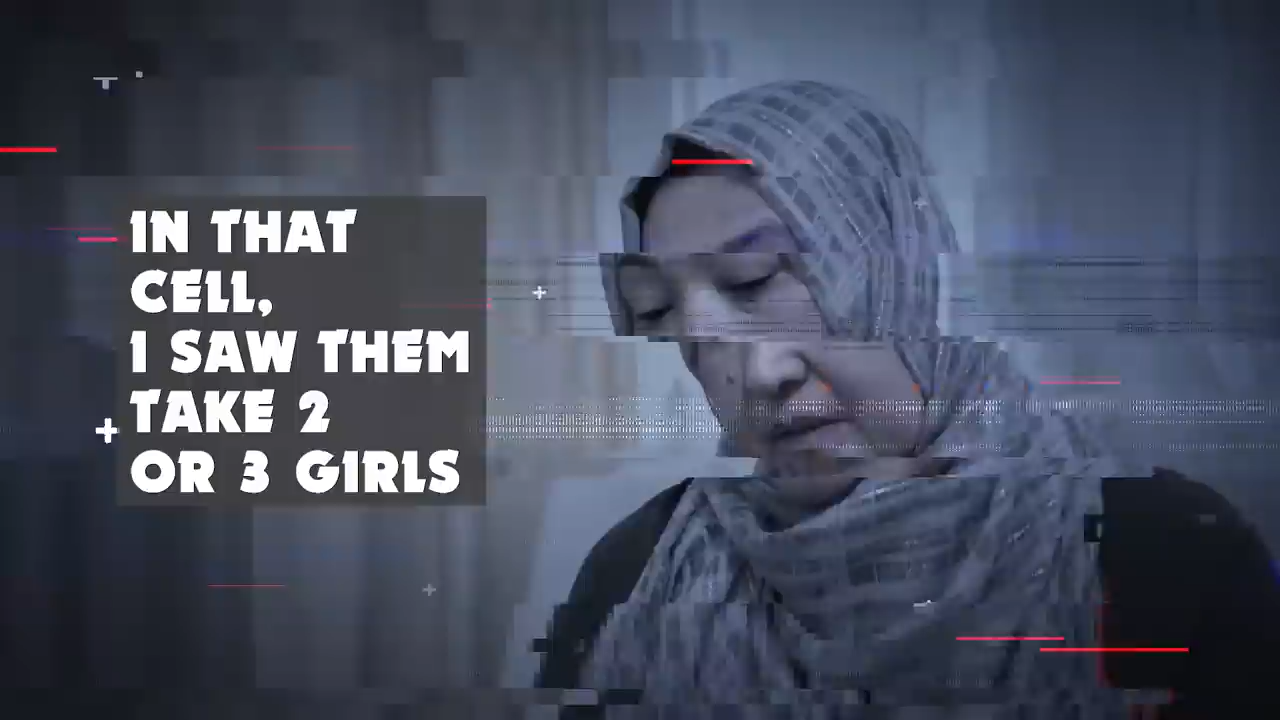 IN THAT
CELL,
I SAW THEM
TAKE 2
OR 3 GIRLS